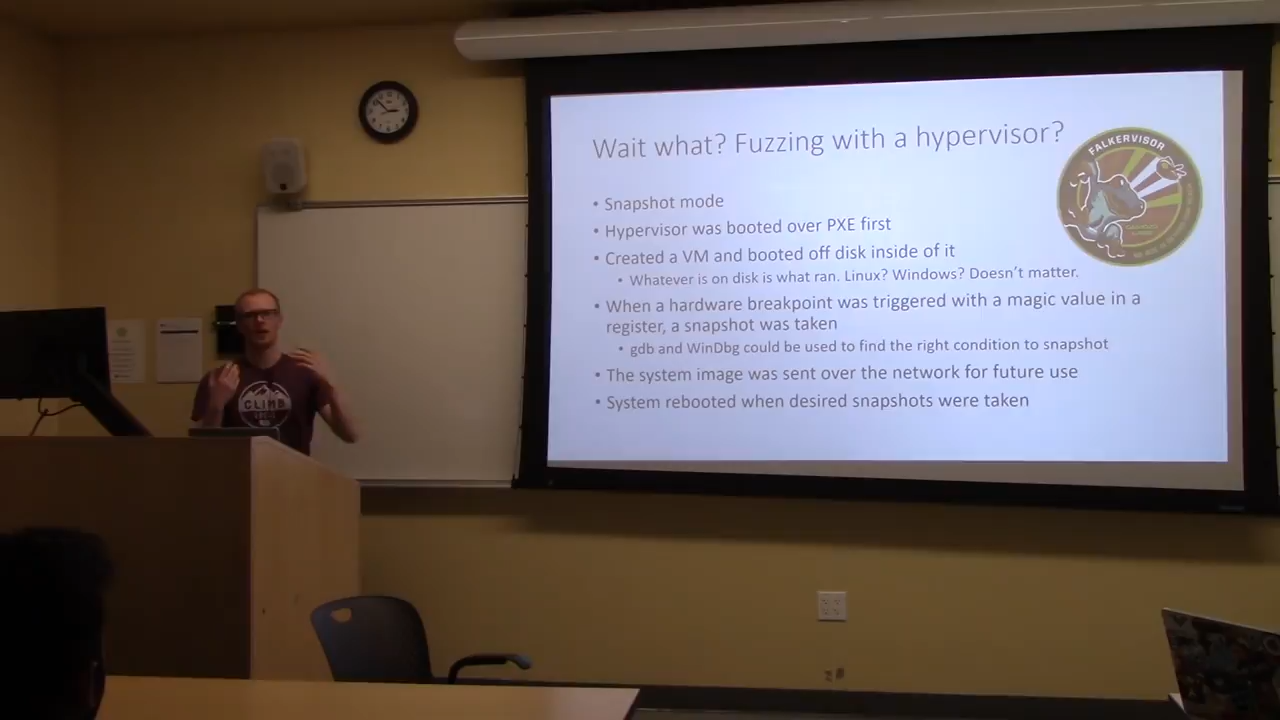 Wait what? Fuzzing with a hypervisor?
FALKERVISOR
• Snapshot mode
• Hypervisor was booted over PXE first
• Created a VM and booted off disk inside of it
• Whatever is on disk is what ran. Linux? Windows? Doesn't matter.
• When a hardware breakpoint was triggered with a magic value in a
register, a snapshot was taken
• gdb and WinDbg could be used to find the right condition to snapshot
• The system image was sent over the network for future use
• System rebooted when desired snapshots were taken
CLIMB